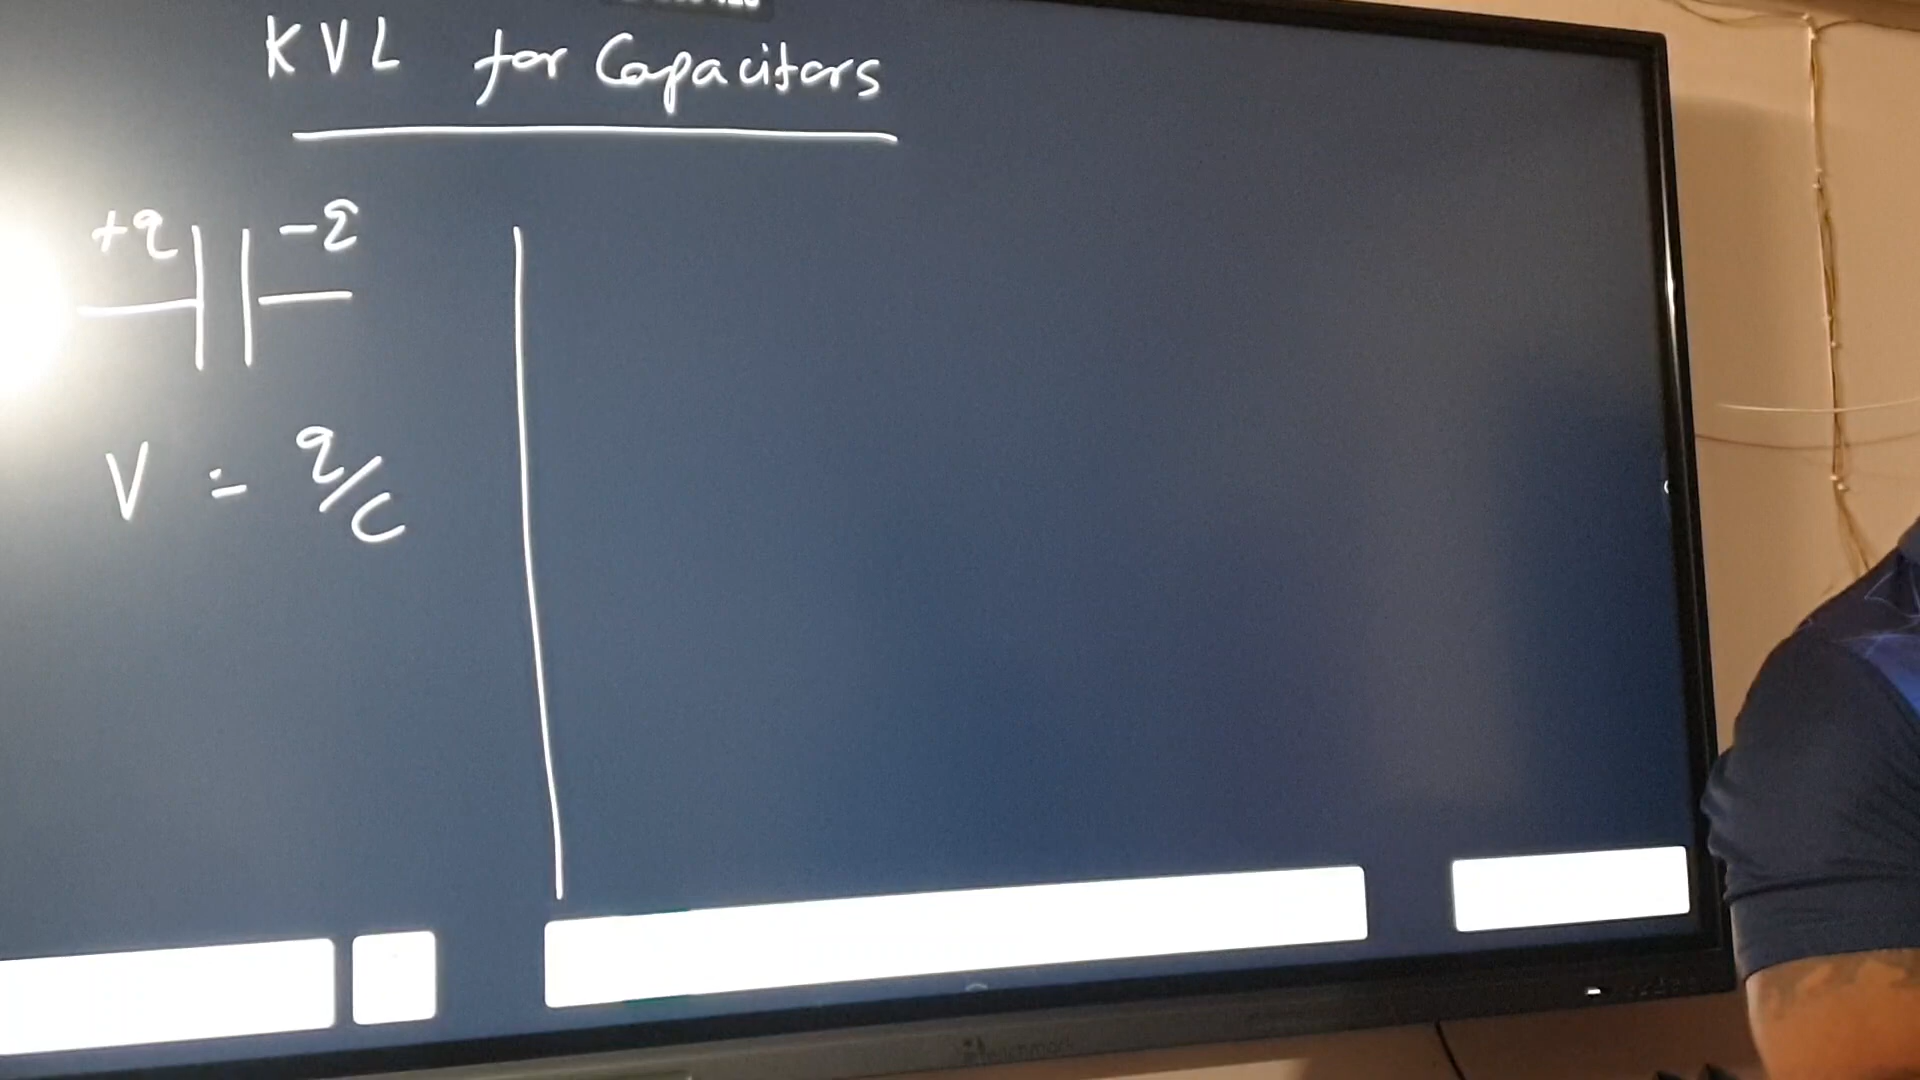 KVL for Capacitors
+q -q
V = q/C